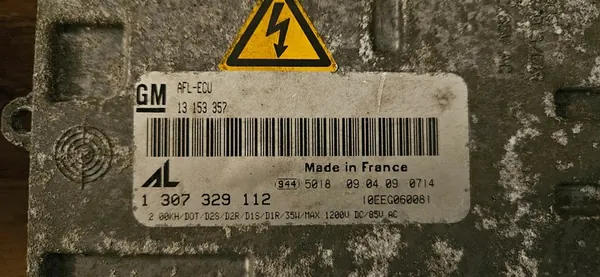 GM
AFL-ECU
13 153 357
Made in France
AL
944 5018 09.04.09 0714
1 307 329 112
10EEG060081
2 00KH/DOT/D2S/D2R/D1S/D1R/35W/MAX 1200V DC/85V AC